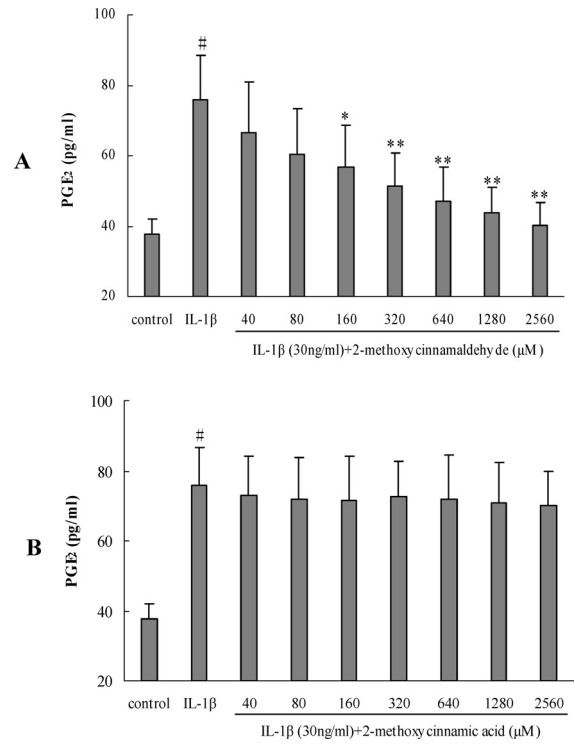 100
#
80
*
**
**
**
**
A
PGE2 (pg/ml)
60
40
20
control IL-1β 40 80 160 320 640 1280 2560
IL-1β (30ng/ml)+2-methoxy cinnamaldehyde (μM)
100
#
80
B
PGE2 (pg/ml)
60
40
20
control IL-1β 40 80 160 320 640 1280 2560
IL-1β (30ng/ml)+2-methoxy cinnamic acid (μM)